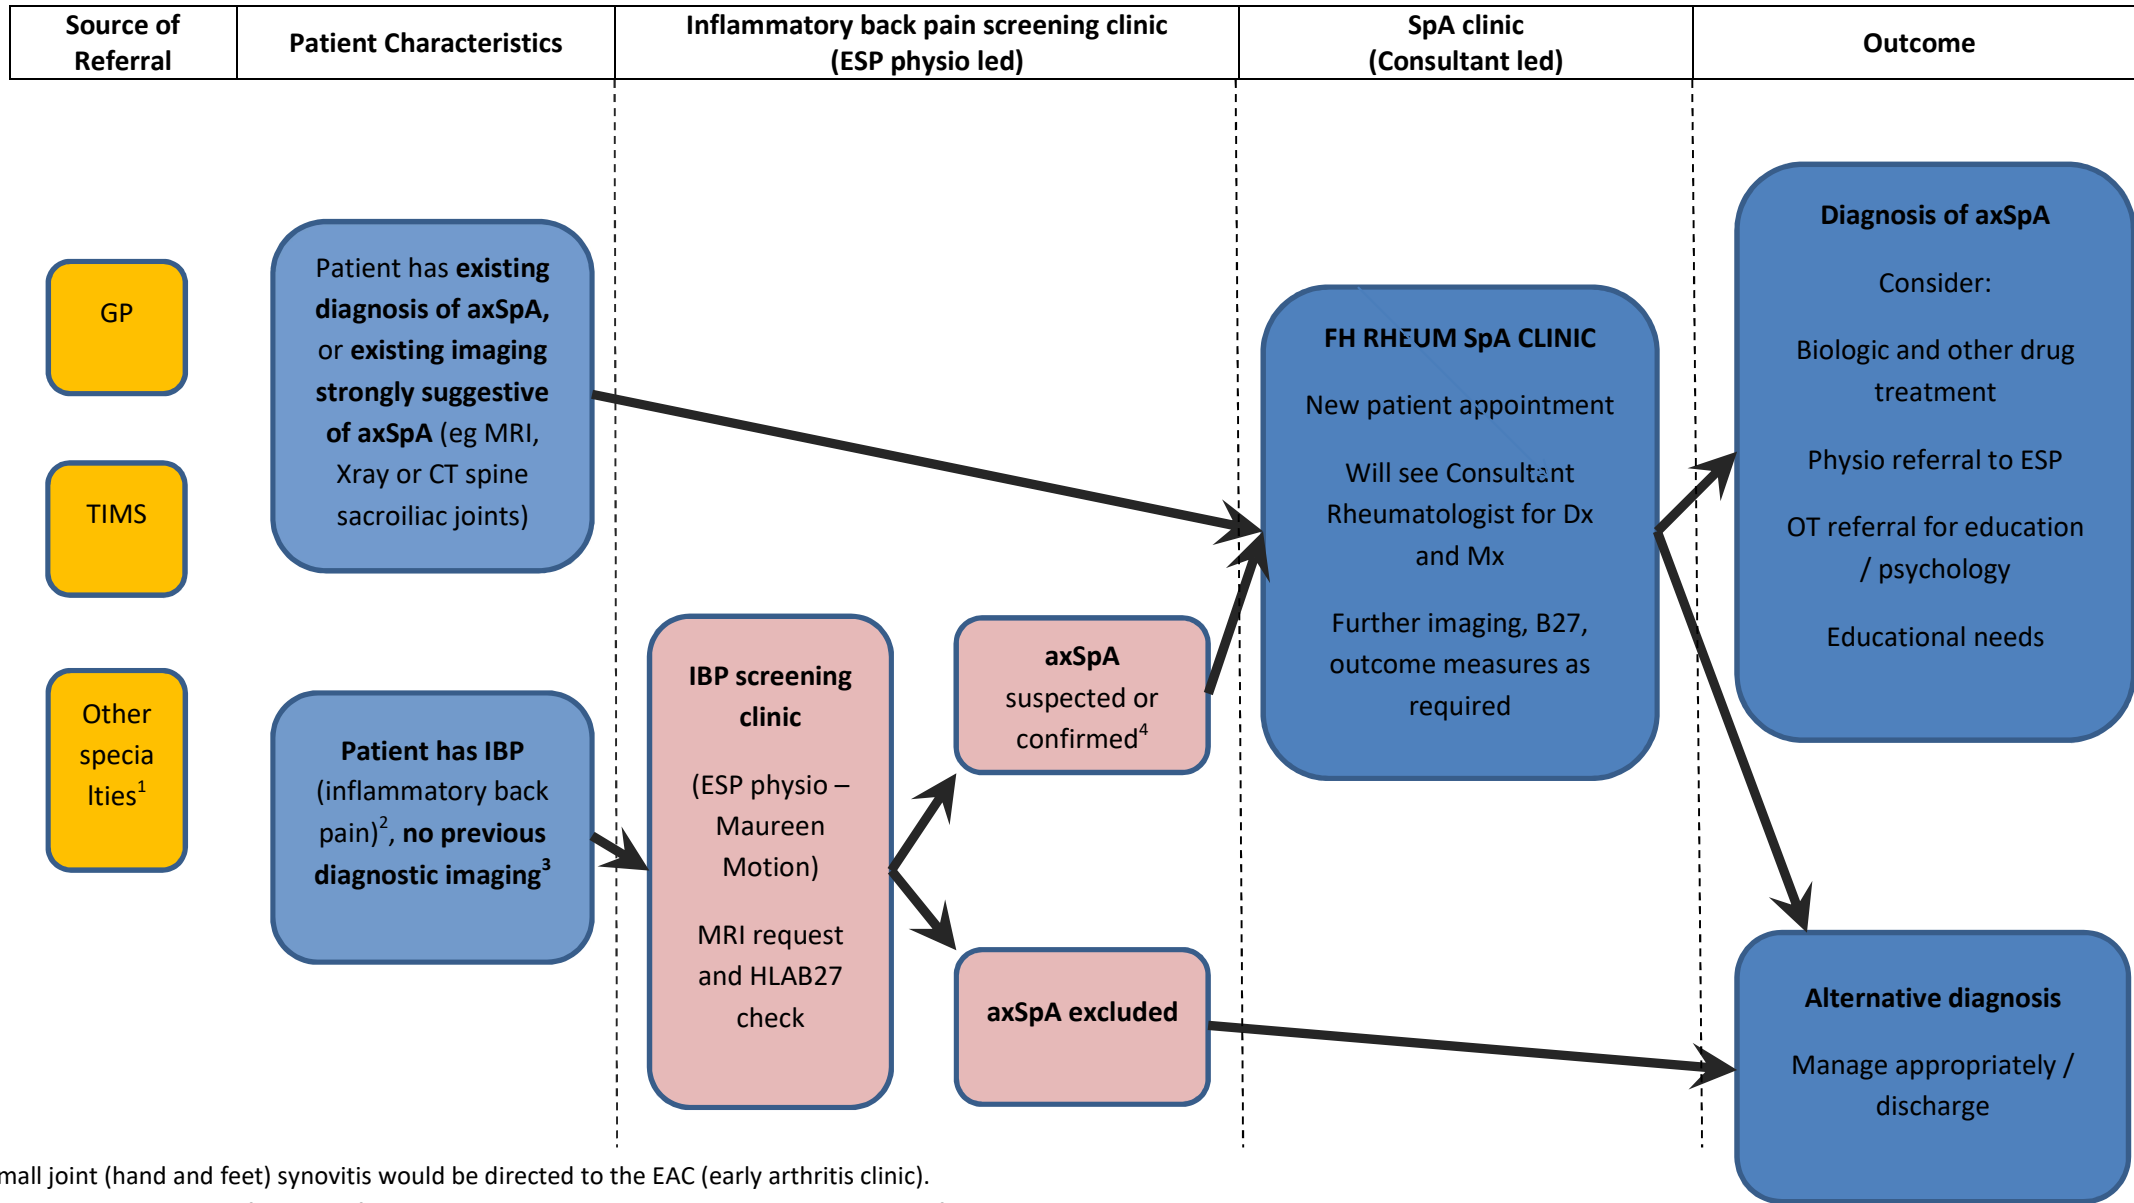 Source of
Referral
Patient Characteristics
Inflammatory back pain screening clinic
(ESP physio led)
SpA clinic
(Consultant led)
Outcome
GP
TIMS
Other
specia
lties¹
Patient has existing
diagnosis of axSpA,
or existing imaging
strongly suggestive
of axSpA (eg MRI,
Xray or CT spine
sacroiliac joints)
Patient has IBP
(inflammatory back
pain)², no previous
diagnostic imaging³
IBP screening
clinic
(ESP physio –
Maureen
Motion)
MRI request
and HLAB27
check
axSpA
suspected or
confirmed⁴
axSpA excluded
FH RHEUM SpA CLINIC
New patient appointment
Will see Consultant
Rheumatologist for Dx
and Mx
Further imaging, B27,
outcome measures as
required
Diagnosis of axSpA
Consider:
Biologic and other drug
treatment
Physio referral to ESP
OT referral for education
/ psychology
Educational needs
Alternative diagnosis
Manage appropriately /
discharge
mall joint (hand and feet) synovitis would be directed to the EAC (early arthritis clinic).